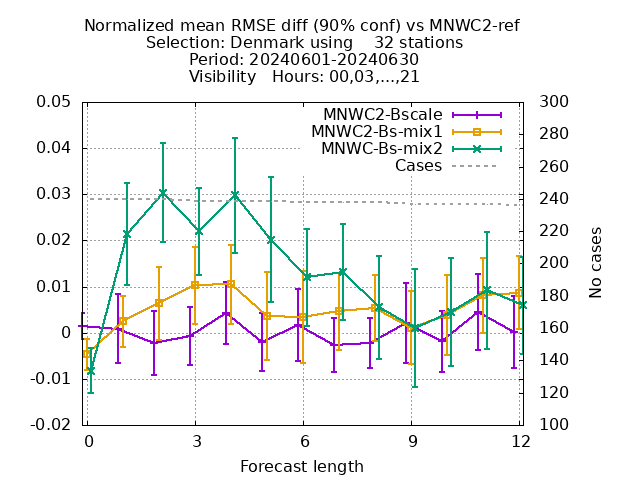 Normalized mean RMSE diff (90% conf) vs MNWC2-ref
Selection: Denmark using    32 stations
Period: 20240601-20240630
Visibility   Hours: 00,03,...,21
MNWC2-Bscale
MNWC2-Bs-mix1
MNWC-Bs-mix2
Cases
0.05
0.04
0.03
0.02
0.01
0
-0.01
-0.02
300
280
260
240
220
200
180
160
140
120
100
No cases
0 3 6 9 12
Forecast length